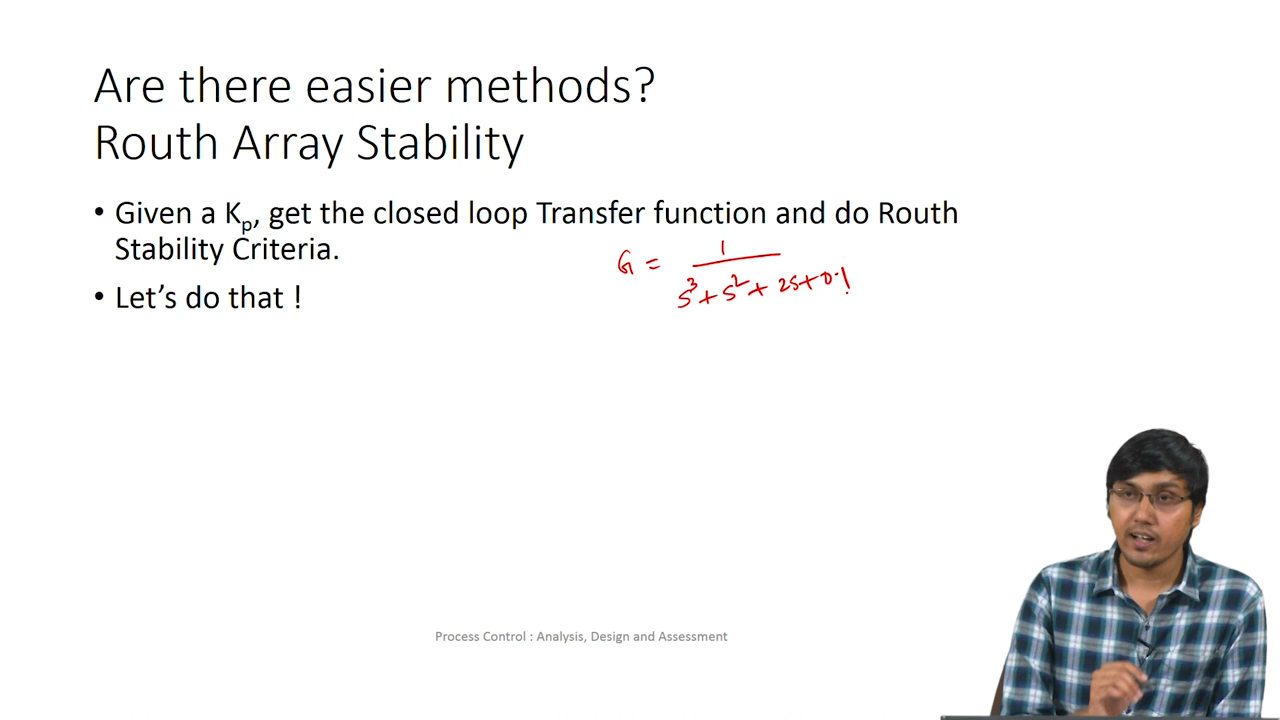 Are there easier methods?
Routh Array Stability
• Given a Kp, get the closed loop Transfer function and do Routh
Stability Criteria.
• Let's do that !
G = 1
s³ + s² + 2s + 0.1
Process Control : Analysis, Design and Assessment